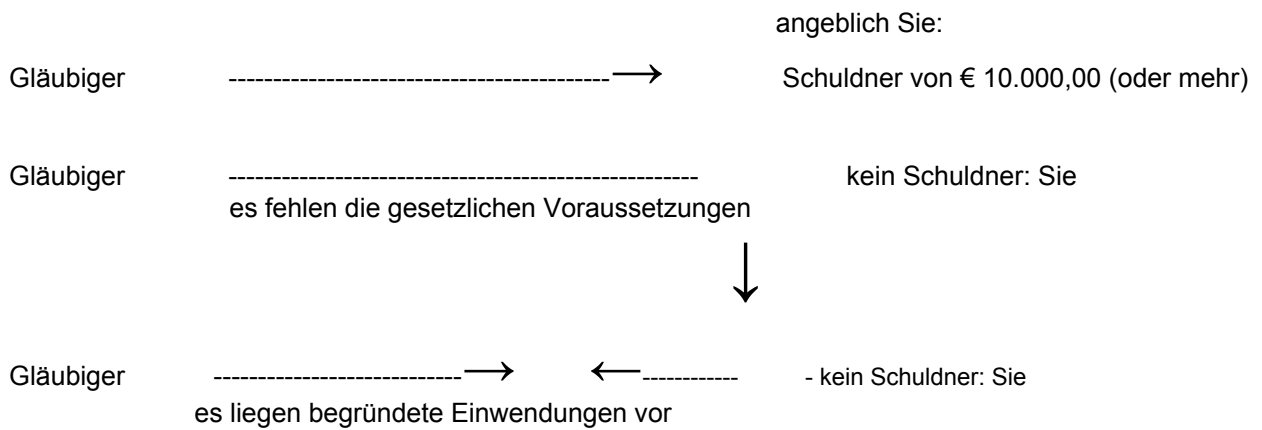 angeblich Sie:
Gläubiger ------------------------------------------→ Schuldner von € 10.000,00 (oder mehr)
Gläubiger ---------------------------------------------------- kein Schuldner: Sie
es fehlen die gesetzlichen Voraussetzungen
↓
Gläubiger ----------------------------→ ←------------ - kein Schuldner: Sie
es liegen begründete Einwendungen vor